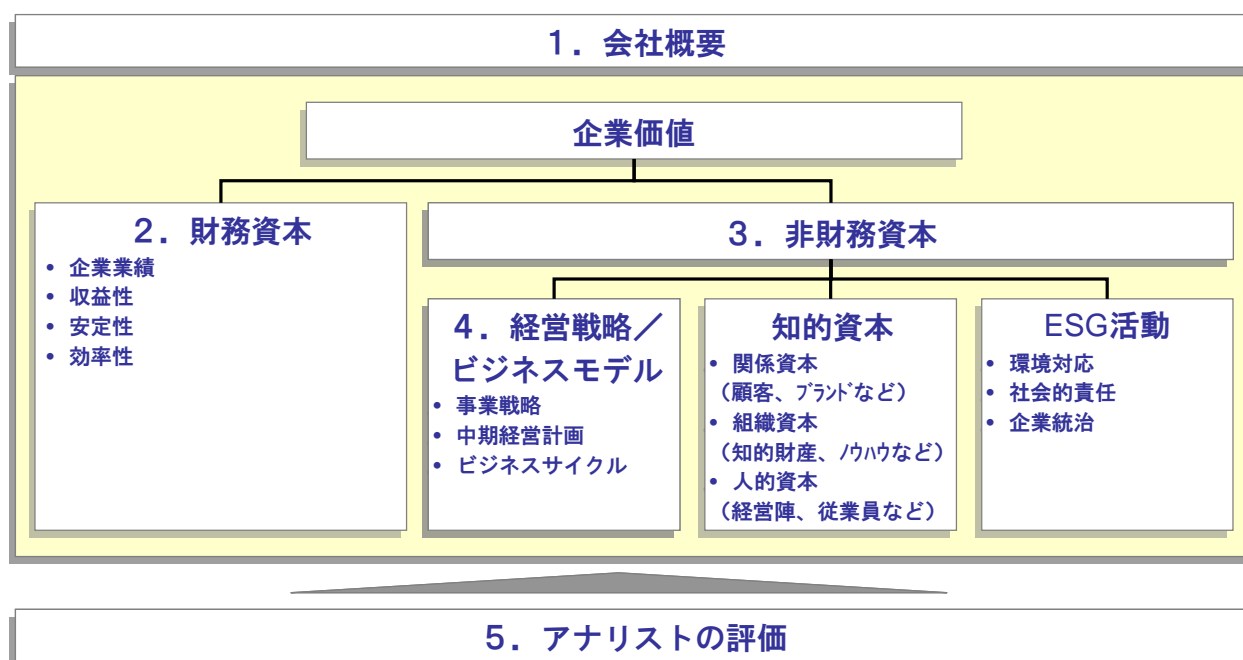 1．会社概要
企業価値
2．財務資本
• 企業業績
• 収益性
• 安定性
• 効率性
3．非財務資本
4．経営戦略／
ビジネスモデル
• 事業戦略
• 中期経営計画
• ビジネスサイクル
知的資本
• 関係資本
（顧客、ﾌﾞﾗﾝﾄﾞなど）
• 組織資本
（知的財産、ﾉｳﾊｳなど）
• 人的資本
（経営陣、従業員など）
ESG活動
• 環境対応
• 社会的責任
• 企業統治
5．アナリストの評価